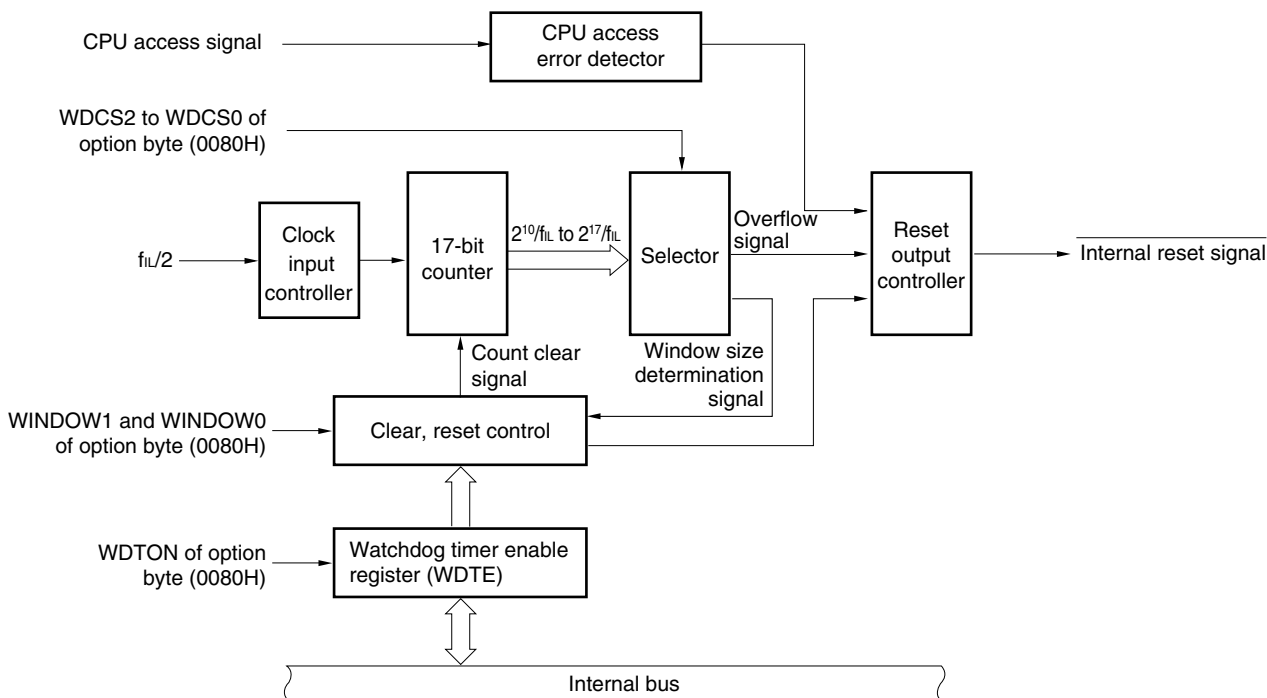 CPU access signal
CPU access
error detector
WDCS2 to WDCS0 of
option byte (0080H)
fIL/2
Clock
input
controller
17-bit
counter
2¹⁰/fIL to 2¹⁷/fIL
Selector
Overflow
signal
Reset
output
controller
Internal reset signal
Count clear
signal
Window size
determination
signal
WINDOW1 and WINDOW0
of option byte (0080H)
Clear, reset control
WDTON of option
byte (0080H)
Watchdog timer enable
register (WDTE)
Internal bus